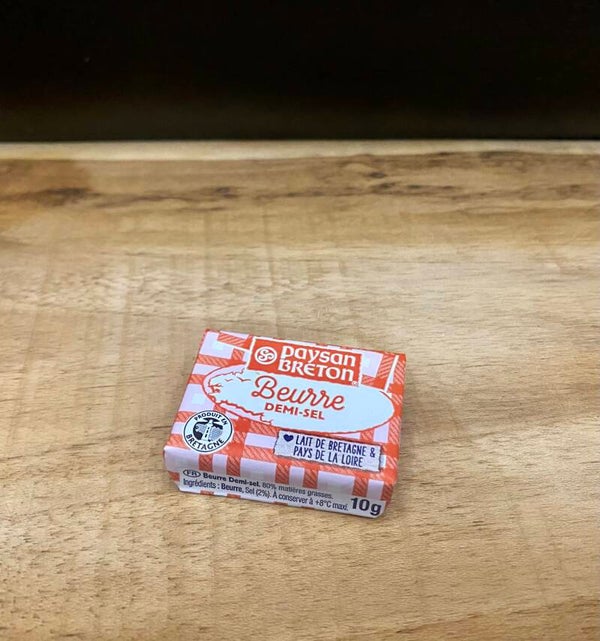 paysan
BRETON
Beurre
DEMI-SEL
PRODUIT EN
BRETAGNE
LAIT DE BRETAGNE &
PAYS DE LA LOIRE
FR Beurre Demi-sel. 80% matières grasses.
Ingrédients : Beurre, Sel (2%). A conserver à +8°C maxi.
10g